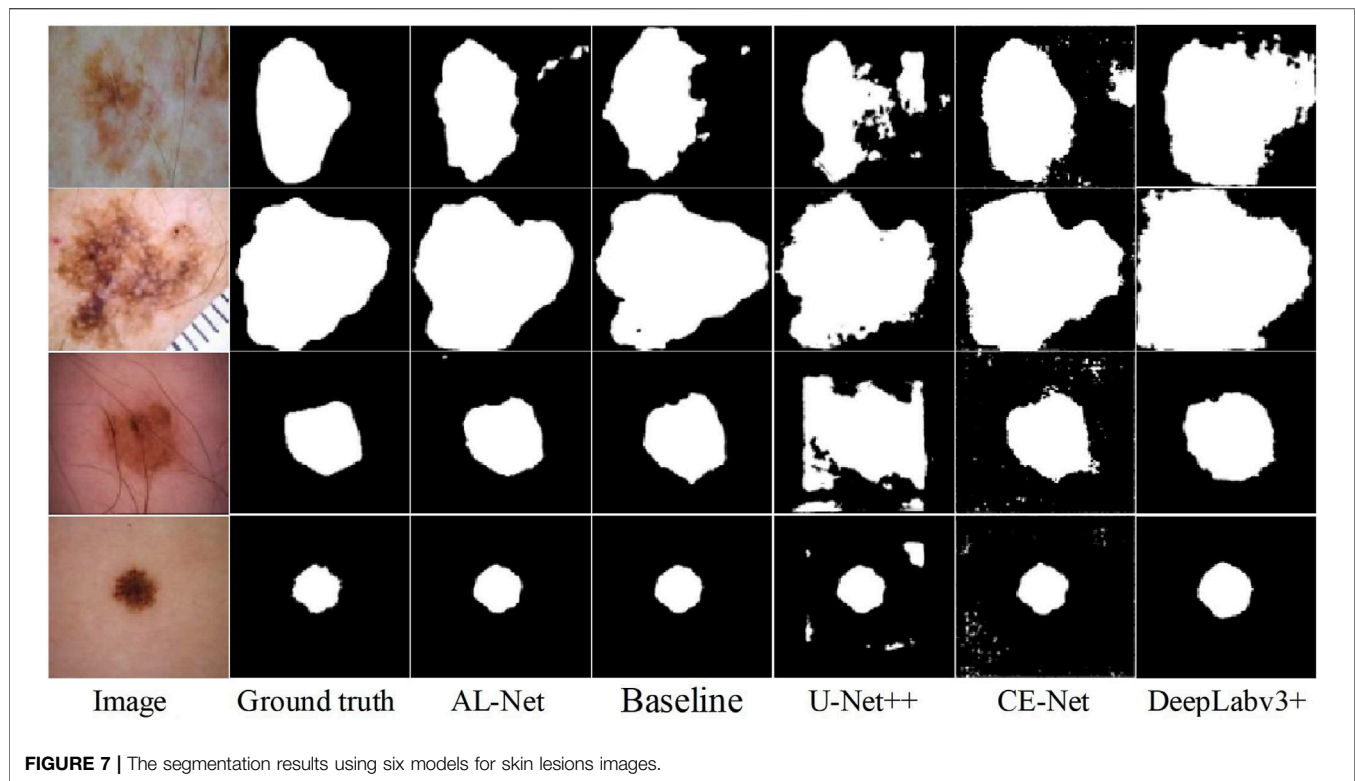 Image Ground truth AL-Net Baseline U-Net++ CE-Net DeepLabv3+
FIGURE 7 | The segmentation results using six models for skin lesions images.